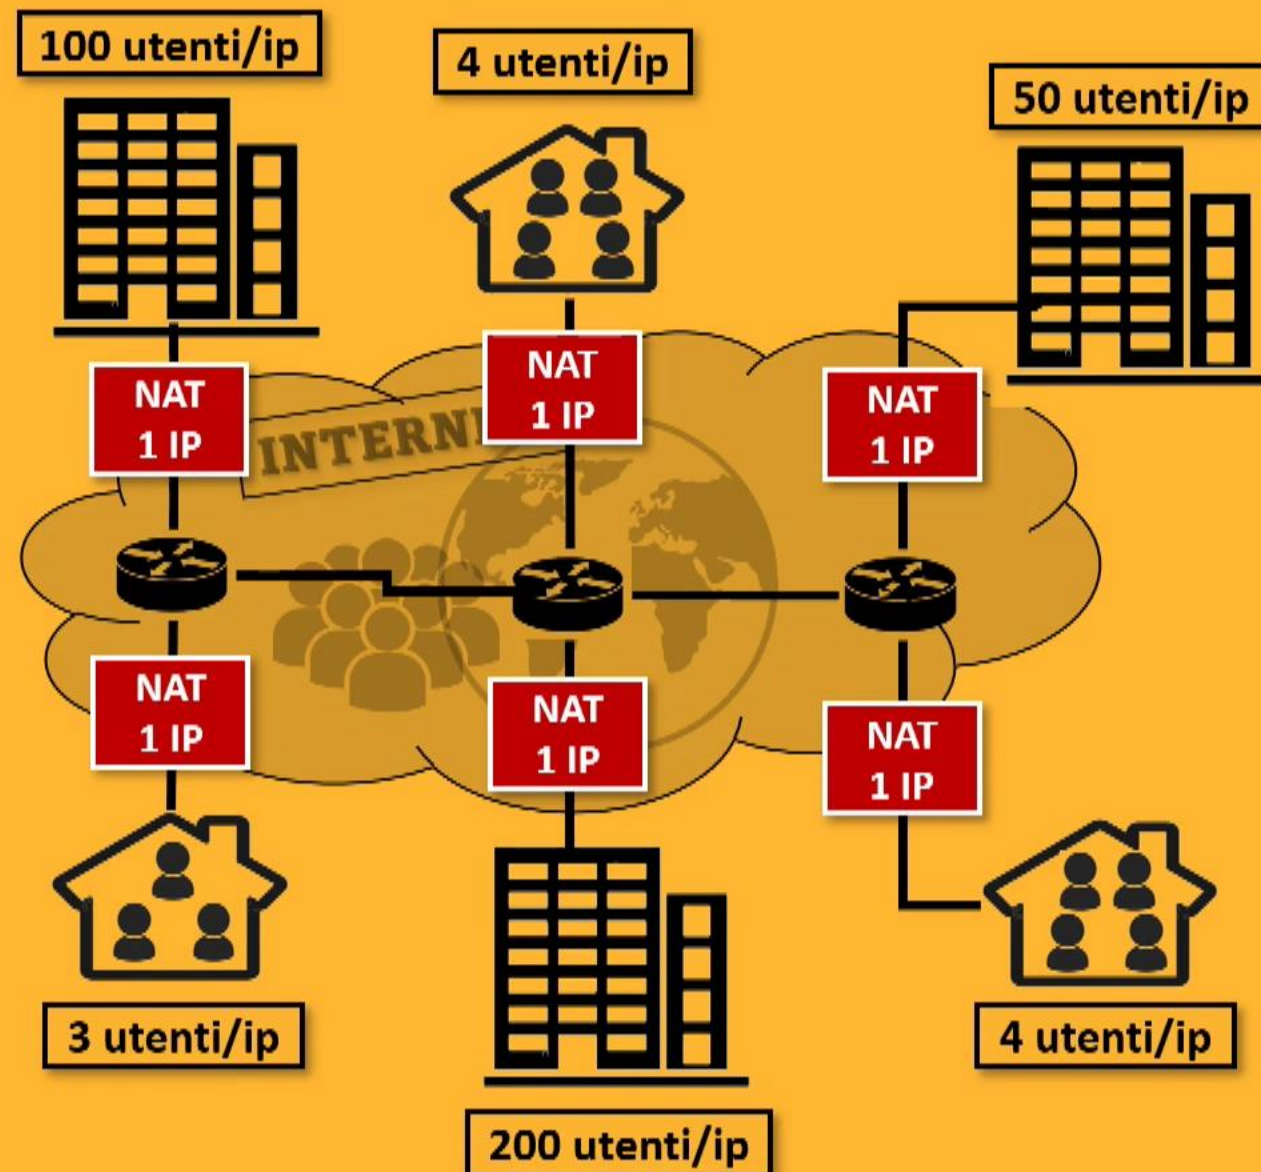 100 utenti/ip
4 utenti/ip
50 utenti/ip
NAT
1 IP
NAT
1 IP
NAT
1 IP
INTERN
NAT
1 IP
NAT
1 IP
NAT
1 IP
3 utenti/ip
4 utenti/ip
200 utenti/ip